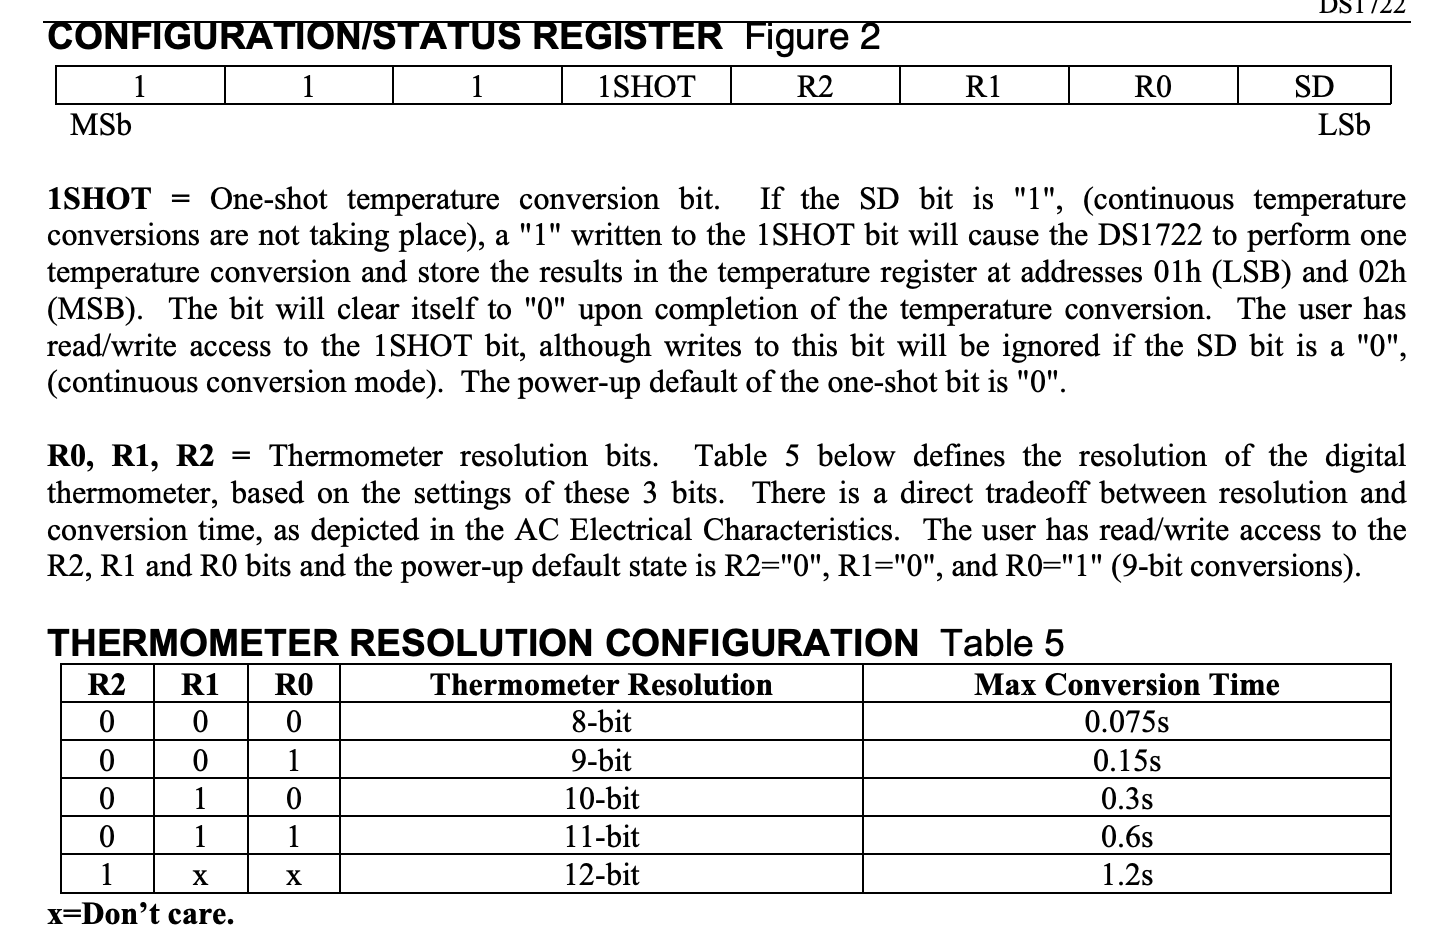 DS1722
CONFIGURATION/STATUS REGISTER Figure 2
1 1 1 1SHOT R2 R1 R0 SD
MSb LSb
1SHOT = One-shot temperature conversion bit. If the SD bit is "1", (continuous temperature
conversions are not taking place), a "1" written to the 1SHOT bit will cause the DS1722 to perform one
temperature conversion and store the results in the temperature register at addresses 01h (LSB) and 02h
(MSB). The bit will clear itself to "0" upon completion of the temperature conversion. The user has
read/write access to the 1SHOT bit, although writes to this bit will be ignored if the SD bit is a "0",
(continuous conversion mode). The power-up default of the one-shot bit is "0".
R0, R1, R2 = Thermometer resolution bits. Table 5 below defines the resolution of the digital
thermometer, based on the settings of these 3 bits. There is a direct tradeoff between resolution and
conversion time, as depicted in the AC Electrical Characteristics. The user has read/write access to the
R2, R1 and R0 bits and the power-up default state is R2="0", R1="0", and R0="1" (9-bit conversions).
THERMOMETER RESOLUTION CONFIGURATION Table 5
R2 R1 R0 Thermometer Resolution Max Conversion Time
0 0 0 8-bit 0.075s
0 0 1 9-bit 0.15s
0 1 0 10-bit 0.3s
0 1 1 11-bit 0.6s
1 x x 12-bit 1.2s
x=Don’t care.